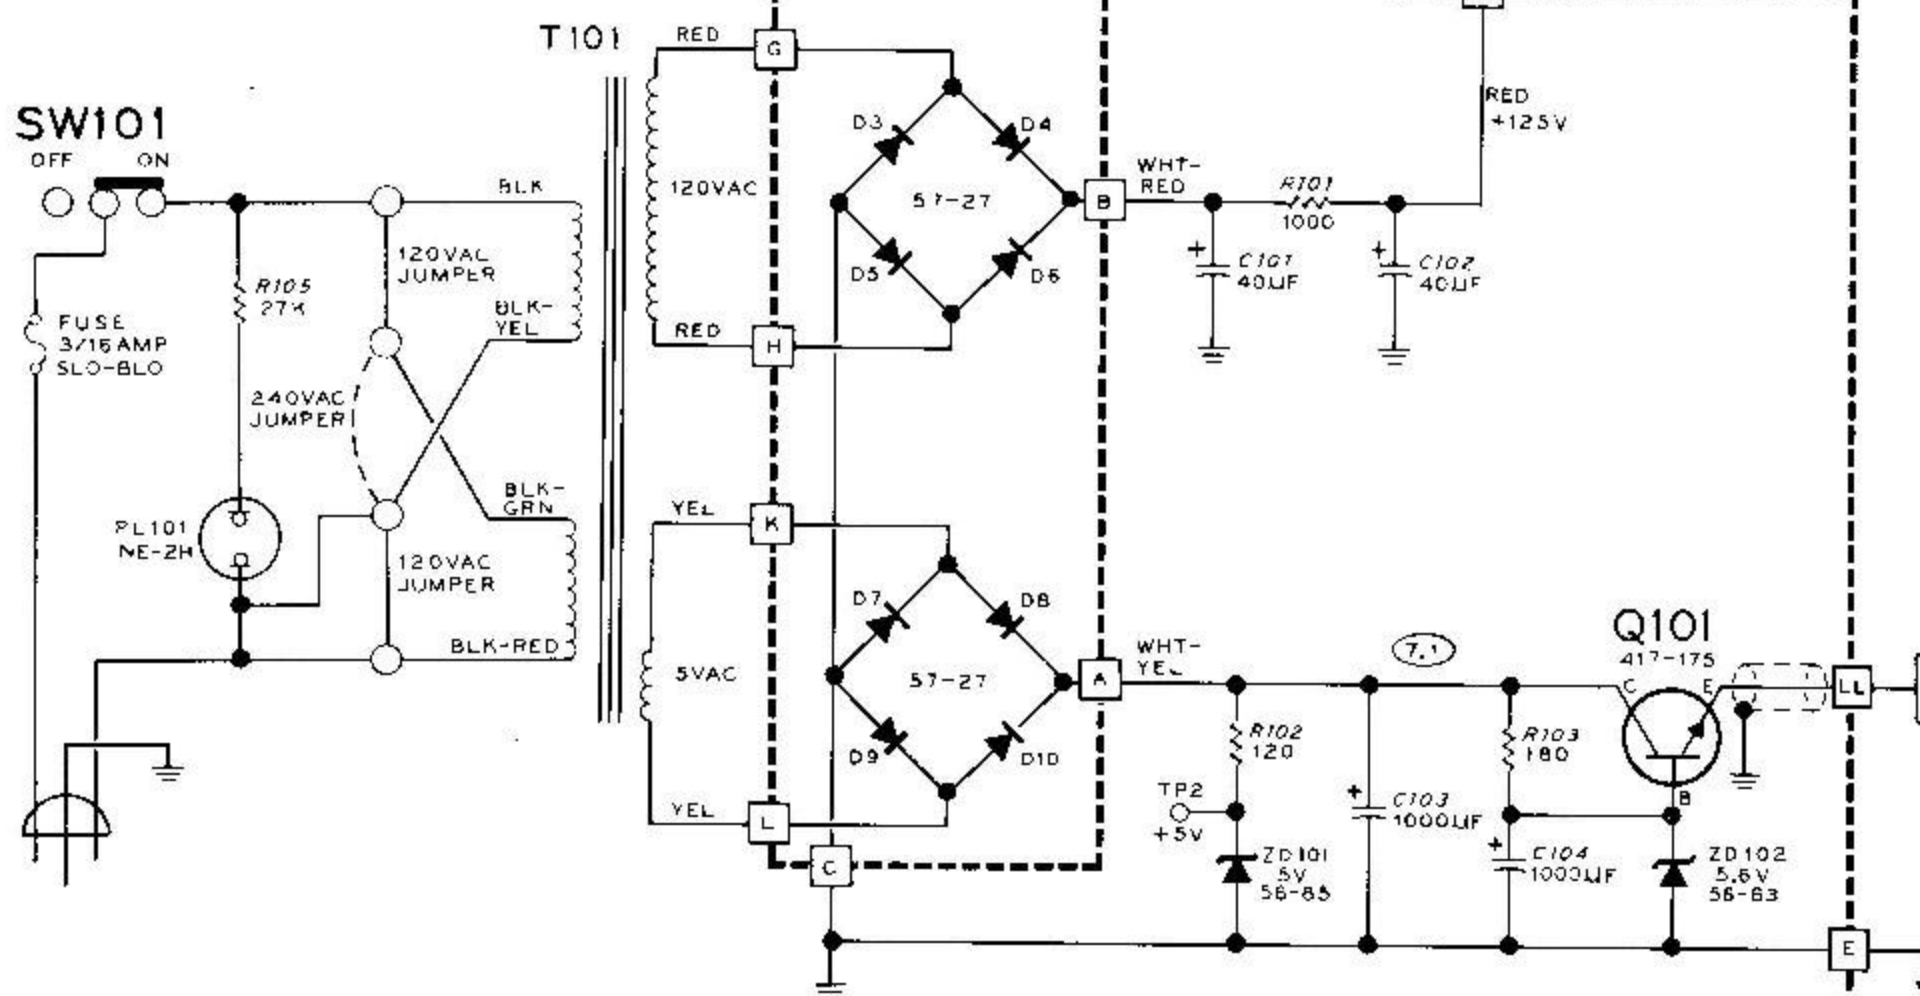 T101
RED
G
SW101
OFF
ON
RED
+125V
D3
D4
BLK
120VAC
57-27
B
WHT-
RED
R101
1000
120VAC
JUMPER
D5
D6
+
C101
40UF
+
C102
40UF
R105
27K
BLK-
YEL
RED
H
FUSE
3/16 AMP
SLO-BLO
240VAC
JUMPER
BLK-
GRN
YEL
K
PL101
NE-2H
120VAC
JUMPER
D7
D8
BLK-RED
5VAC
57-27
A
WHT-
YEL
7.1
Q101
417-175
C
E
LL
D9
D10
R102
120
R103
180
B
TP2
+5V
+
C103
1000UF
YEL
L
C
ZD101
5V
56-85
+
C104
1000UF
ZD102
5.6V
56-63
E